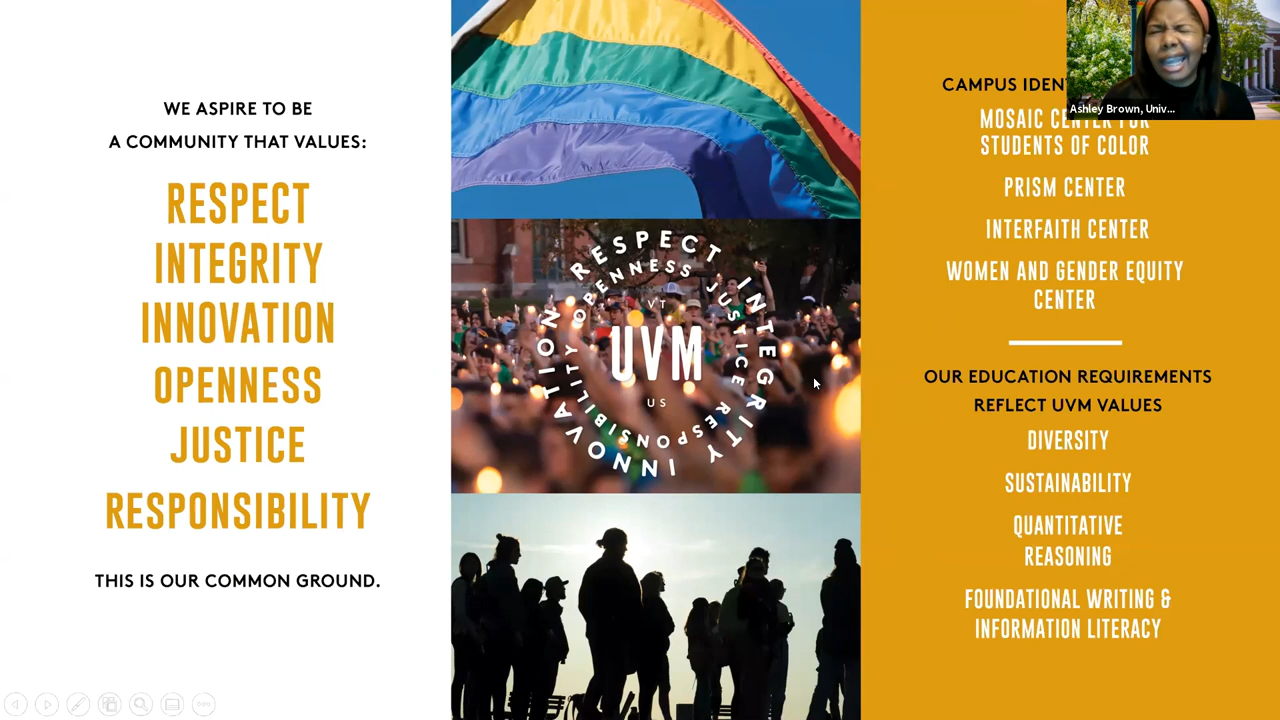 WE ASPIRE TO BE
A COMMUNITY THAT VALUES:
RESPECT
INTEGRITY
INNOVATION
OPENNESS
JUSTICE
RESPONSIBILITY
THIS IS OUR COMMON GROUND.
RESPECT INTEGRITY INNOVATION
OPENNESS JUSTICE RESPONSIBILITY
VT
UVM
US
CAMPUS
Ashley Brown, Univ...
MOSAIC CENTER FOR
STUDENTS OF COLOR
PRISM CENTER
INTERFAITH CENTER
WOMEN AND GENDER EQUITY
CENTER
OUR EDUCATION REQUIREMENTS
REFLECT UVM VALUES
DIVERSITY
SUSTAINABILITY
QUANTITATIVE
REASONING
FOUNDATIONAL WRITING &
INFORMATION LITERACY